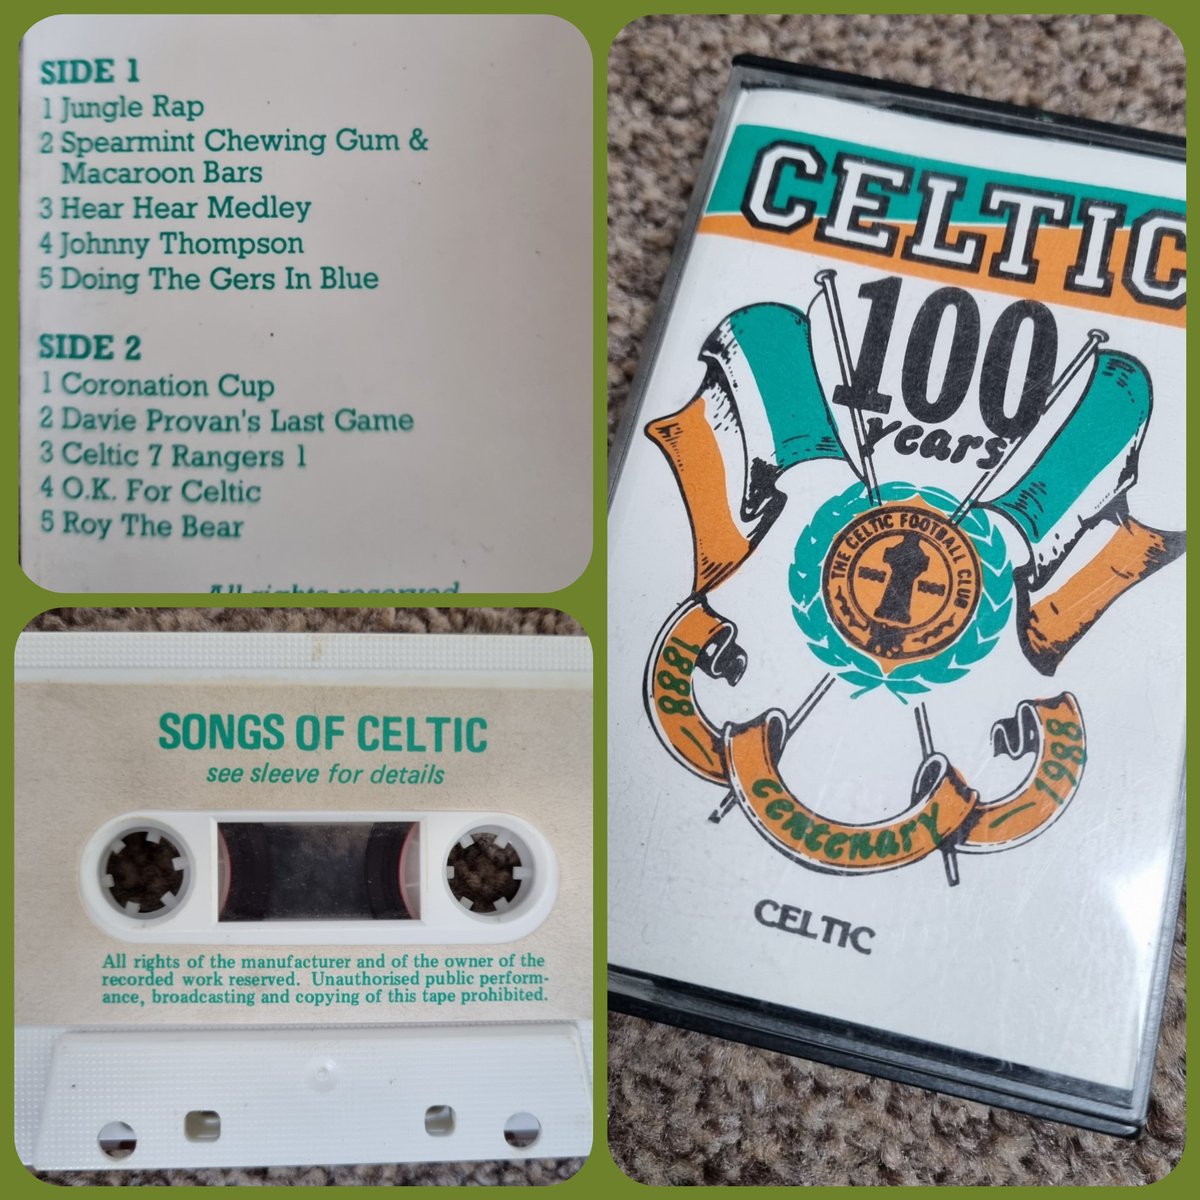 SIDE 1
1 Jungle Rap
2 Spearmint Chewing Gum &
Macaroon Bars
3 Hear Hear Medley
4 Johnny Thompson
5 Doing The Gers In Blue
SIDE 2
1 Coronation Cup
2 Davie Provan's Last Game
3 Celtic 7 Rangers 1
4 O.K. For Celtic
5 Roy The Bear
All rights reserved
SONGS OF CELTIC
see sleeve for details
All rights of the manufacturer and of the owner of the
recorded work reserved. Unauthorised public perform-
ance, broadcasting and copying of this tape prohibited.
CELTIC
100
years
THE CELTIC FOOTBALL CLUB
1888
centenary
1988
CELTIC